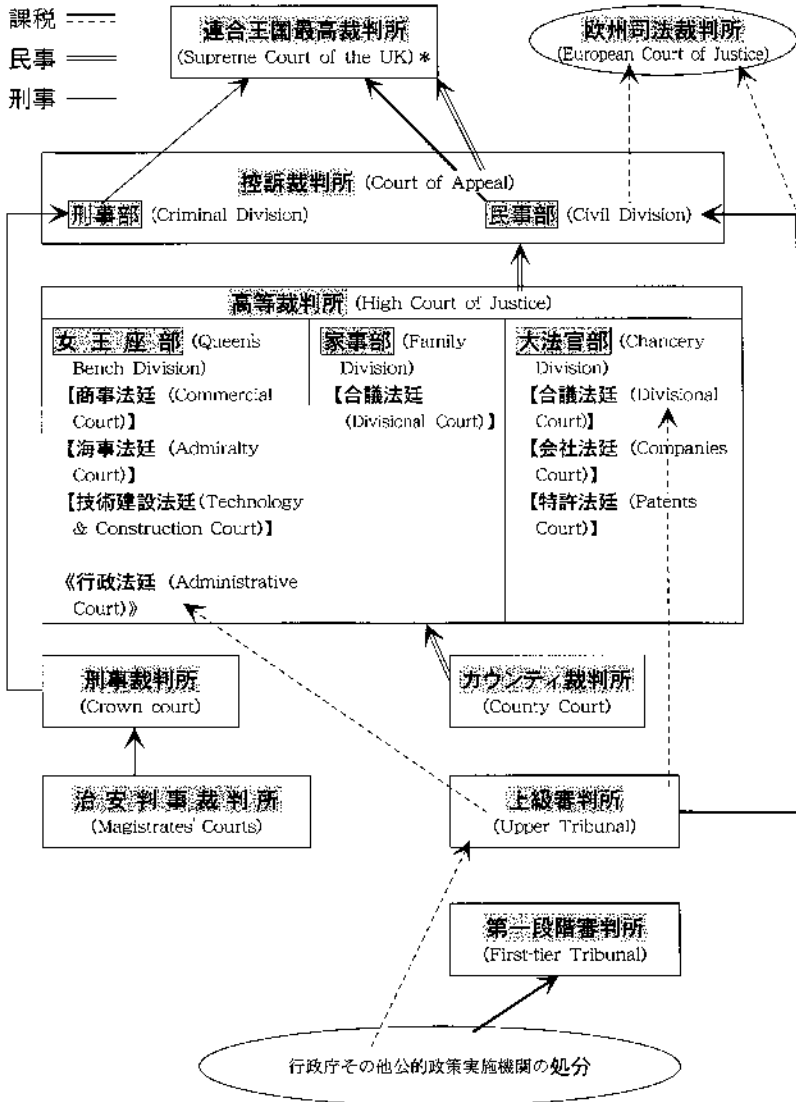 課税
民事
刑事
連合王国最高裁判所
(Supreme Court of the UK) *
欧州司法裁判所
(European Court of Justice)
控訴裁判所 (Court of Appeal)
刑事部 (Criminal Division)
民事部 (Civil Division)
高等裁判所 (High Court of Justice)
女王座部 (Queen's
Bench Division)
【商事法廷 (Commercial
Court)】
【海事法廷 (Admiralty
Court)】
【技術建設法廷(Technology
& Construction Court)】
《行政法廷 (Administrative
Court)》
家事部 (Family
Division)
【合議法廷
(Divisional Court)】
大法官部 (Chancery
Division)
【合議法廷 (Divisional
Court)】
【会社法廷 (Companies
Court)】
【特許法廷 (Patents
Court)】
刑事裁判所
(Crown court)
カウンティ裁判所
(County Court)
治安判事裁判所
(Magistrates' Courts)
上級審判所
(Upper Tribunal)
第一段階審判所
(First-tier Tribunal)
行政庁その他公的政策実施機関の処分